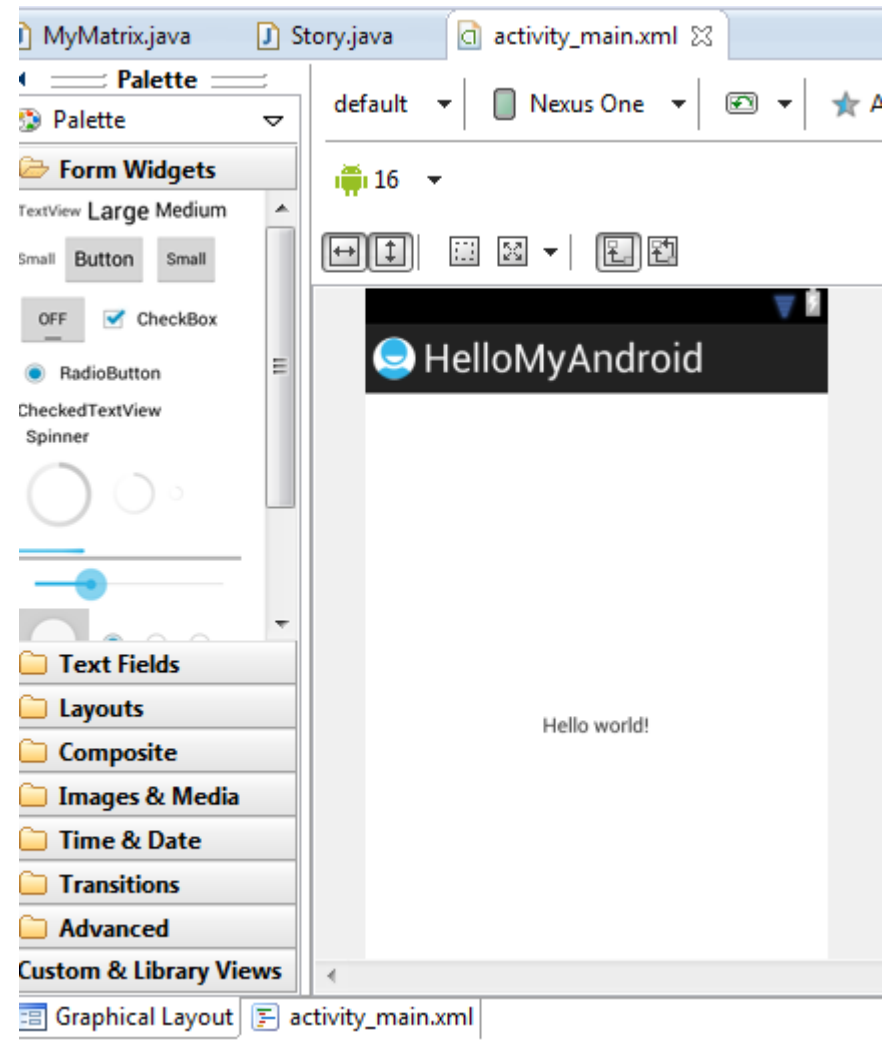 MyMatrix.java Story.java activity_main.xml
Palette
Palette
default Nexus One A
Form Widgets
16
TextView Large Medium
Small Button Small
OFF CheckBox
RadioButton
CheckedTextView
Spinner
HelloMyAndroid
Hello world!
Text Fields
Layouts
Composite
Images & Media
Time & Date
Transitions
Advanced
Custom & Library Views
Graphical Layout activity_main.xml